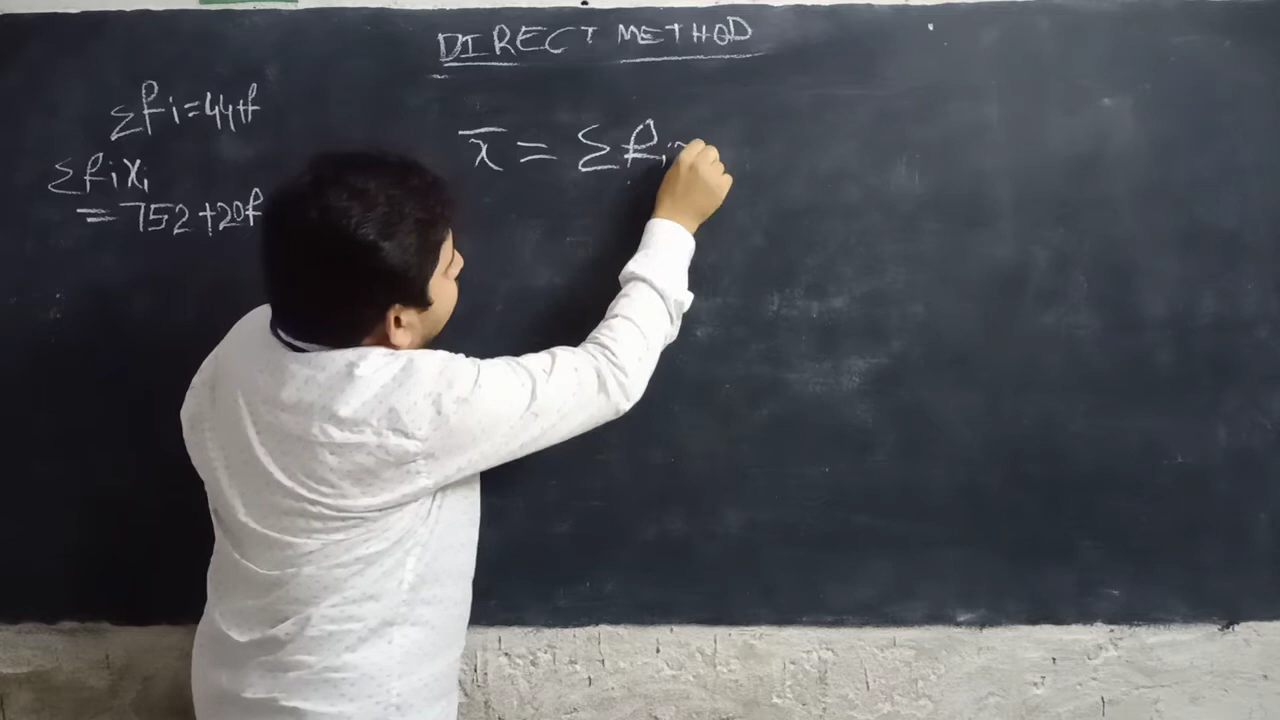 DIRECT METHOD
Σfi=44+f
Σfixi
=752+20f
x̄ = Σfi